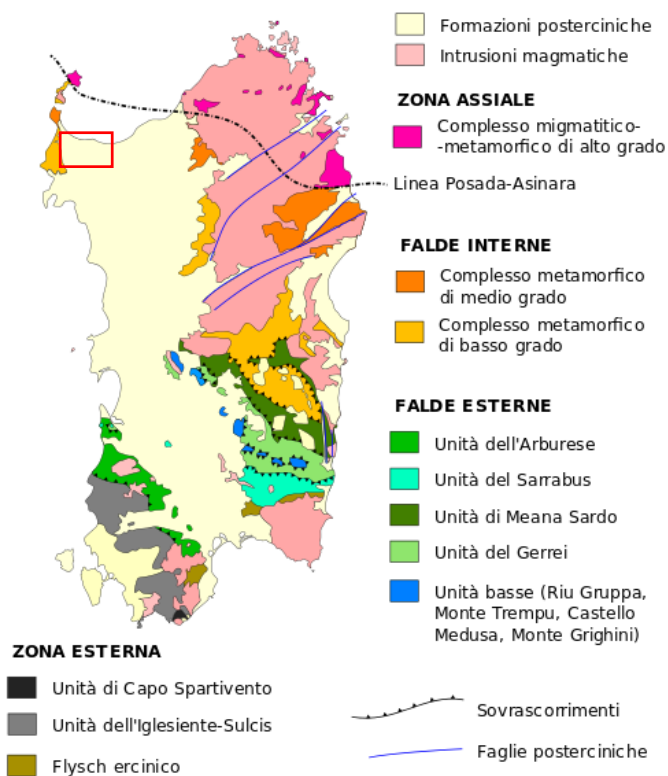 Formazioni posterciniche
Intrusioni magmatiche
ZONA ASSIALE
Complesso migmatitico-
-metamorfico di alto grado
Linea Posada-Asinara
FALDE INTERNE
Complesso metamorfico
di medio grado
Complesso metamorfico
di basso grado
FALDE ESTERNE
Unità dell'Arburese
Unità del Sarrabus
Unità di Meana Sardo
Unità del Gerrei
Unità basse (Riu Gruppa,
Monte Trempu, Castello
Medusa, Monte Grighini)
ZONA ESTERNA
Unità di Capo Spartivento
Unità dell'Iglesiente-Sulcis
Flysch ercinico
Sovrascorrimenti
Faglie posterciniche